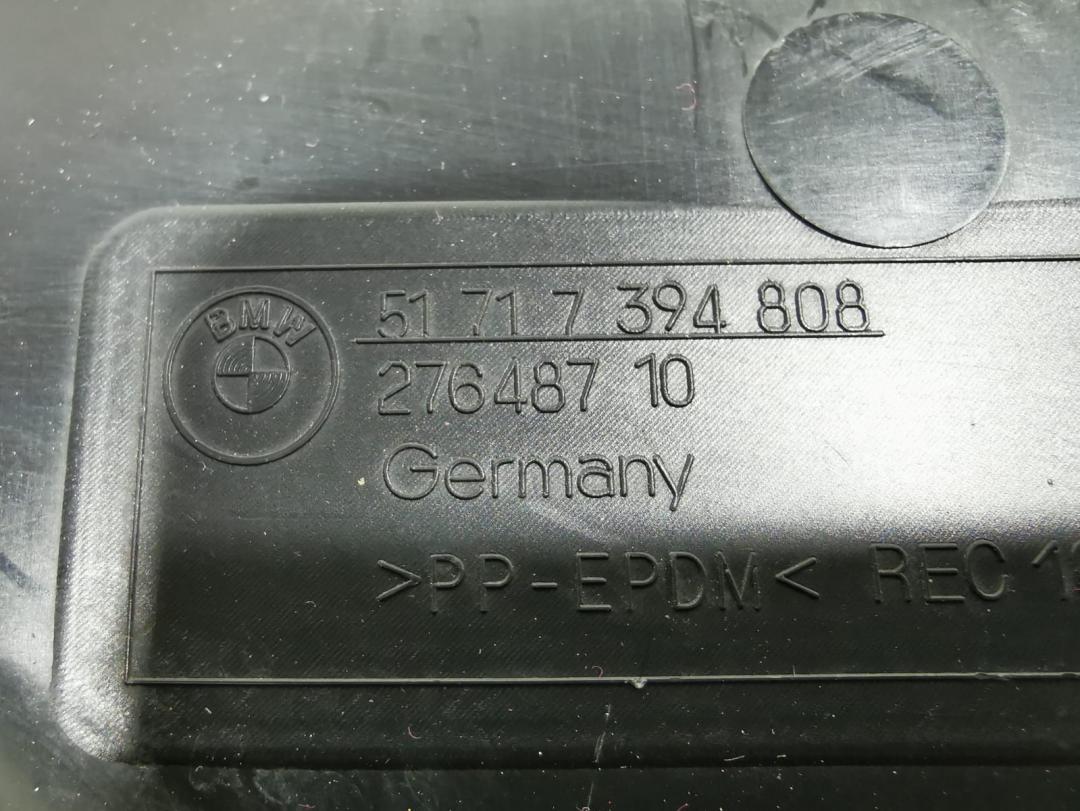 BMW
51 71 7 394 808
276487 10
Germany
>PP-EPDM< REC